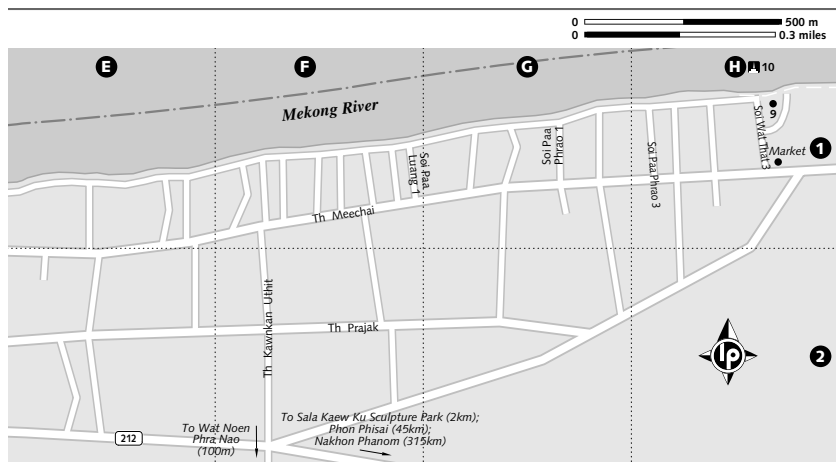 0 500 m
0 0.3 miles
E
F
G
H
10
Mekong River
9
Soi Wat That 3
Market
1
Soi Paa
Luang 1
Soi Paa
Phrao 1
Soi Paa Phrao 3
Th Meechai
Th Kawnkan Uthit
Th Prajak
lp
2
212
To Wat Noen
Phra Nao
(100m)
To Sala Kaew Ku Sculpture Park (2km);
Phon Phisai (45km);
Nakhon Phanom (315km)